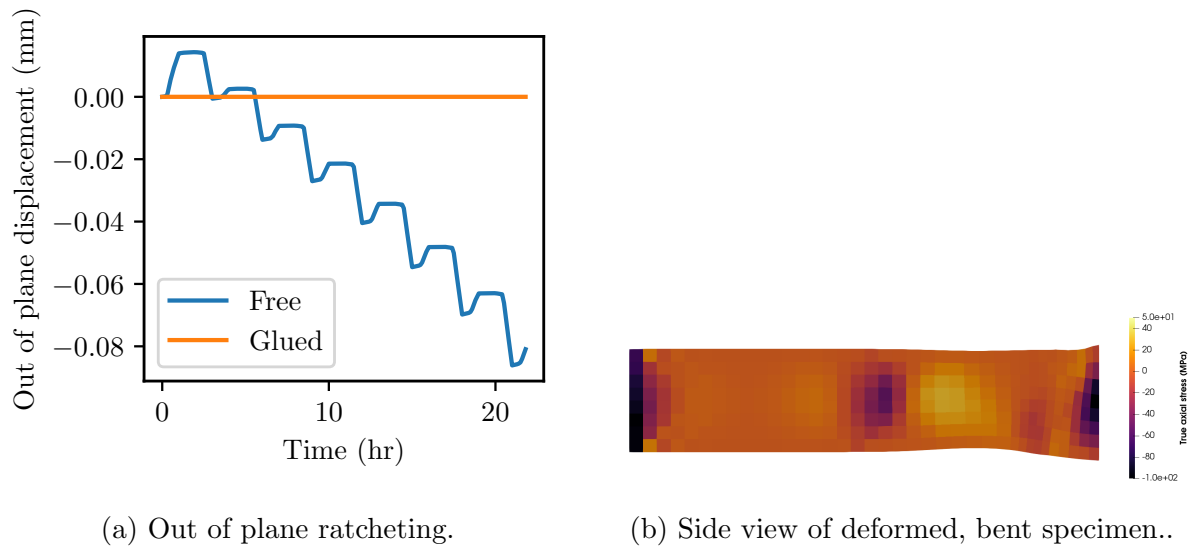 Out of plane displacement (mm)
0.00
−0.02
−0.04
−0.06
−0.08
Free
Glued
0
10
20
Time (hr)
(a) Out of plane ratcheting.
5.0e+01
40
20
0
-20
-40
-60
-80
-1.0e+02
True axial stress (MPa)
(b) Side view of deformed, bent specimen..